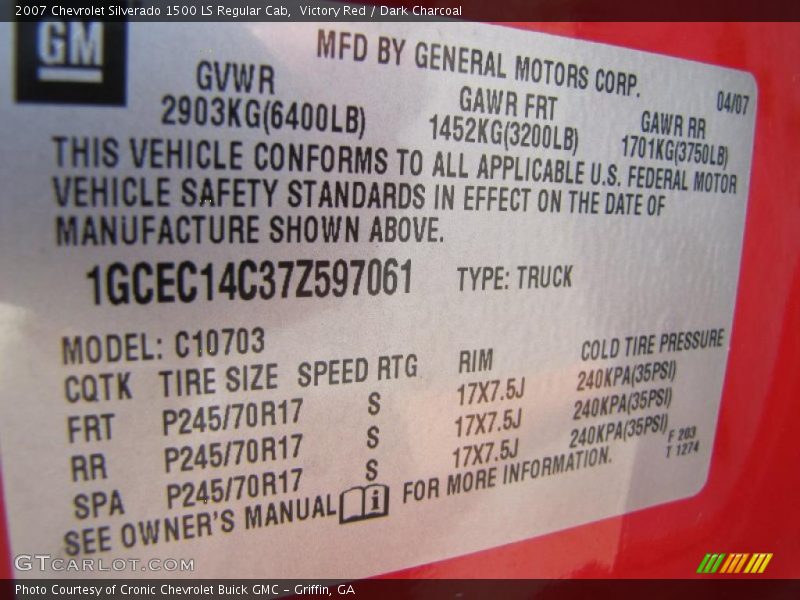 2007 Chevrolet Silverado 1500 LS Regular Cab,  Victory Red / Dark Charcoal
GM
MFD BY GENERAL MOTORS CORP.
GVWR GAWR FRT GAWR RR 04/07
2903KG(6400LB) 1452KG(3200LB) 1701KG(3750LB)
THIS VEHICLE CONFORMS TO ALL APPLICABLE U.S. FEDERAL MOTOR
VEHICLE SAFETY STANDARDS IN EFFECT ON THE DATE OF
MANUFACTURE SHOWN ABOVE.
1GCEC14C37Z597061 TYPE: TRUCK
MODEL: C10703
CQTK TIRE SIZE SPEED RTG RIM COLD TIRE PRESSURE
FRT P245/70R17 S 17X7.5J 240KPA(35PSI)
RR P245/70R17 S 17X7.5J 240KPA(35PSI)
SPA P245/70R17 S 17X7.5J 240KPA(35PSI)
SEE OWNER'S MANUAL i FOR MORE INFORMATION.
F 203
T 1274
GTCARLOT.COM
Photo Courtesy of Cronic Chevrolet Buick GMC – Griffin, GA